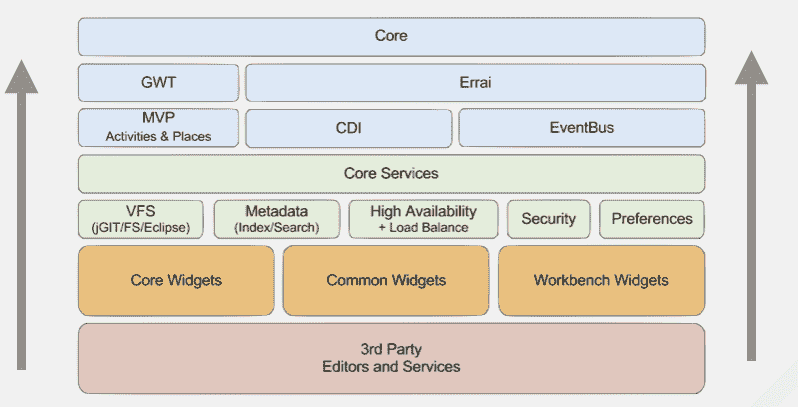 Core
GWT
Errai
MVP
Activities & Places
CDI
EventBus
Core Services
VFS
(jGIT/FS/Eclipse)
Metadata
(Index/Search)
High Availability
+ Load Balance
Security
Preferences
Core Widgets
Common Widgets
Workbench Widgets
3rd Party
Editors and Services